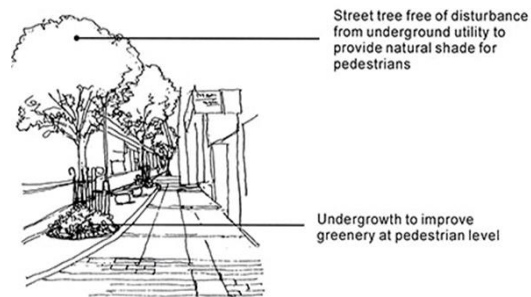 Street tree free of disturbance
from underground utility to
provide natural shade for
pedestrians
Undergrowth to improve
greenery at pedestrian level